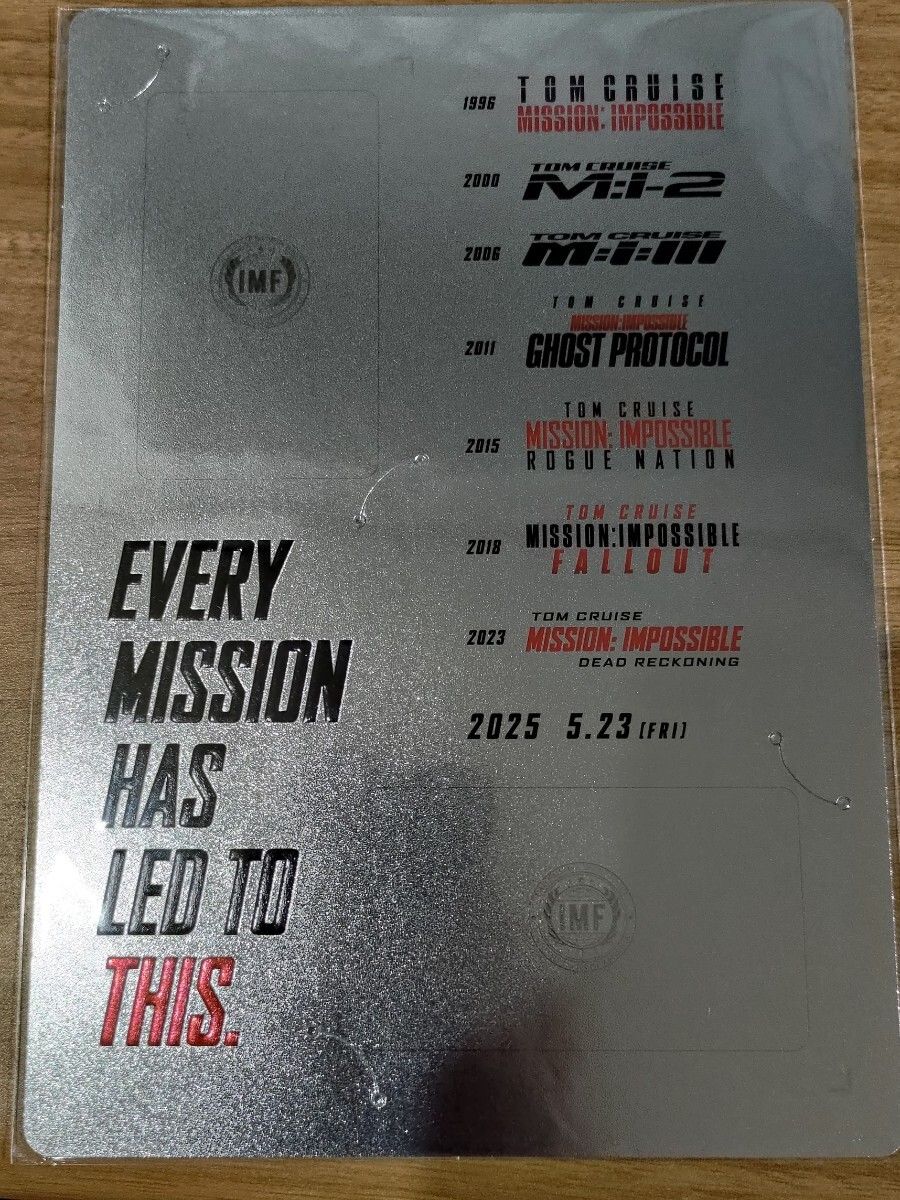 1996
TOM CRUISE
MISSION: IMPOSSIBLE
2000
TOM CRUISE
M:I-2
2006
TOM CRUISE
M:I:III
2011
TOM CRUISE
MISSION:IMPOSSIBLE
GHOST PROTOCOL
2015
TOM CRUISE
MISSION: IMPOSSIBLE
ROGUE NATION
2018
TOM CRUISE
MISSION:IMPOSSIBLE
FALLOUT
2023
TOM CRUISE
MISSION: IMPOSSIBLE
DEAD RECKONING
2025 5.23 [FRI]
IMF
EVERY
MISSION
HAS
LED TO
THIS.
IMF